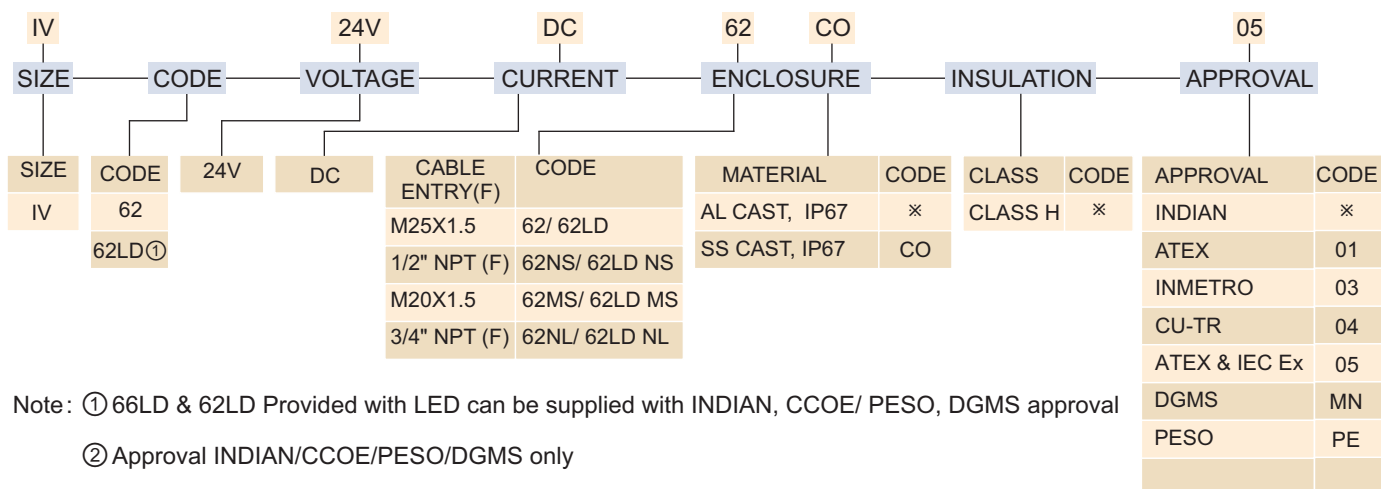 IV 24V DC 62 CO 05
SIZE CODE VOLTAGE CURRENT ENCLOSURE INSULATION APPROVAL
SIZE
IV
CODE
62
62LD①
24V
DC
CABLE ENTRY(F) CODE
M25X1.5 62/ 62LD
1/2" NPT (F) 62NS/ 62LD NS
M20X1.5 62MS/ 62LD MS
3/4" NPT (F) 62NL/ 62LD NL
MATERIAL CODE
AL CAST, IP67 ※
SS CAST, IP67 CO
CLASS CODE
CLASS H ※
APPROVAL CODE
INDIAN ※
ATEX 01
INMETRO 03
CU-TR 04
ATEX & IEC Ex 05
DGMS MN
PESO PE
Note: ① 66LD & 62LD Provided with LED can be supplied with INDIAN, CCOE/ PESO, DGMS approval
② Approval INDIAN/CCOE/PESO/DGMS only